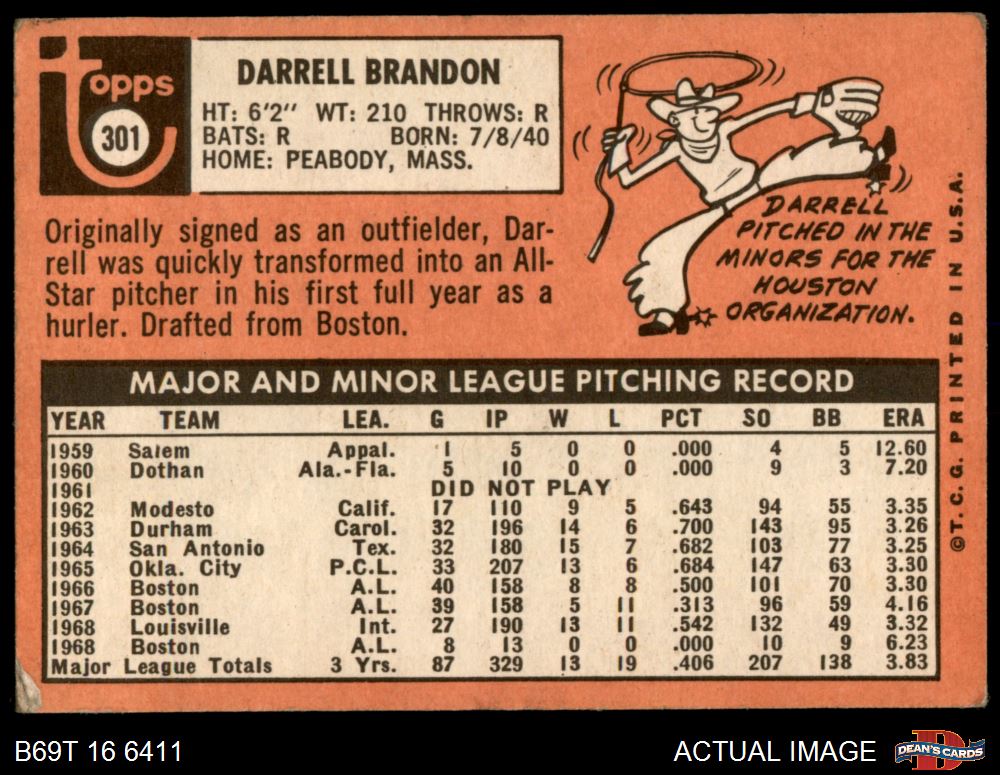 Topps
301
DARRELL BRANDON
HT: 6'2" WT: 210 THROWS: R
BATS: R BORN: 7/8/40
HOME: PEABODY, MASS.
Originally signed as an outfielder, Dar-
rell was quickly transformed into an All-
Star pitcher in his first full year as a
hurler. Drafted from Boston.
DARRELL
PITCHED IN THE
MINORS FOR THE
HOUSTON
ORGANIZATION.
MAJOR AND MINOR LEAGUE PITCHING RECORD
YEAR TEAM LEA. G IP W L PCT SO BB ERA
1959 Salem Appal. 1 5 0 0 .000 4 5 12.60
1960 Dothan Ala.-Fla. 5 10 0 0 .000 9 3 7.20
1961 DID NOT PLAY
1962 Modesto Calif. 17 110 9 5 .643 94 55 3.35
1963 Durham Carol. 32 196 14 6 .700 143 95 3.26
1964 San Antonio Tex. 32 180 15 7 .682 103 77 3.25
1965 Okla. City P.C.L. 33 207 13 6 .684 147 63 3.30
1966 Boston A.L. 40 158 8 8 .500 101 70 3.30
1967 Boston A.L. 39 158 5 11 .313 96 59 4.16
1968 Louisville Int. 27 190 13 11 .542 132 49 3.32
1968 Boston A.L. 8 13 0 0 .000 10 9 6.23
Major League Totals 3 Yrs. 87 329 13 19 .406 207 138 3.83
©T. C. G. PRINTED IN U.S.A.
B69T 16 6411
ACTUAL IMAGE
DEAN'S CARDS